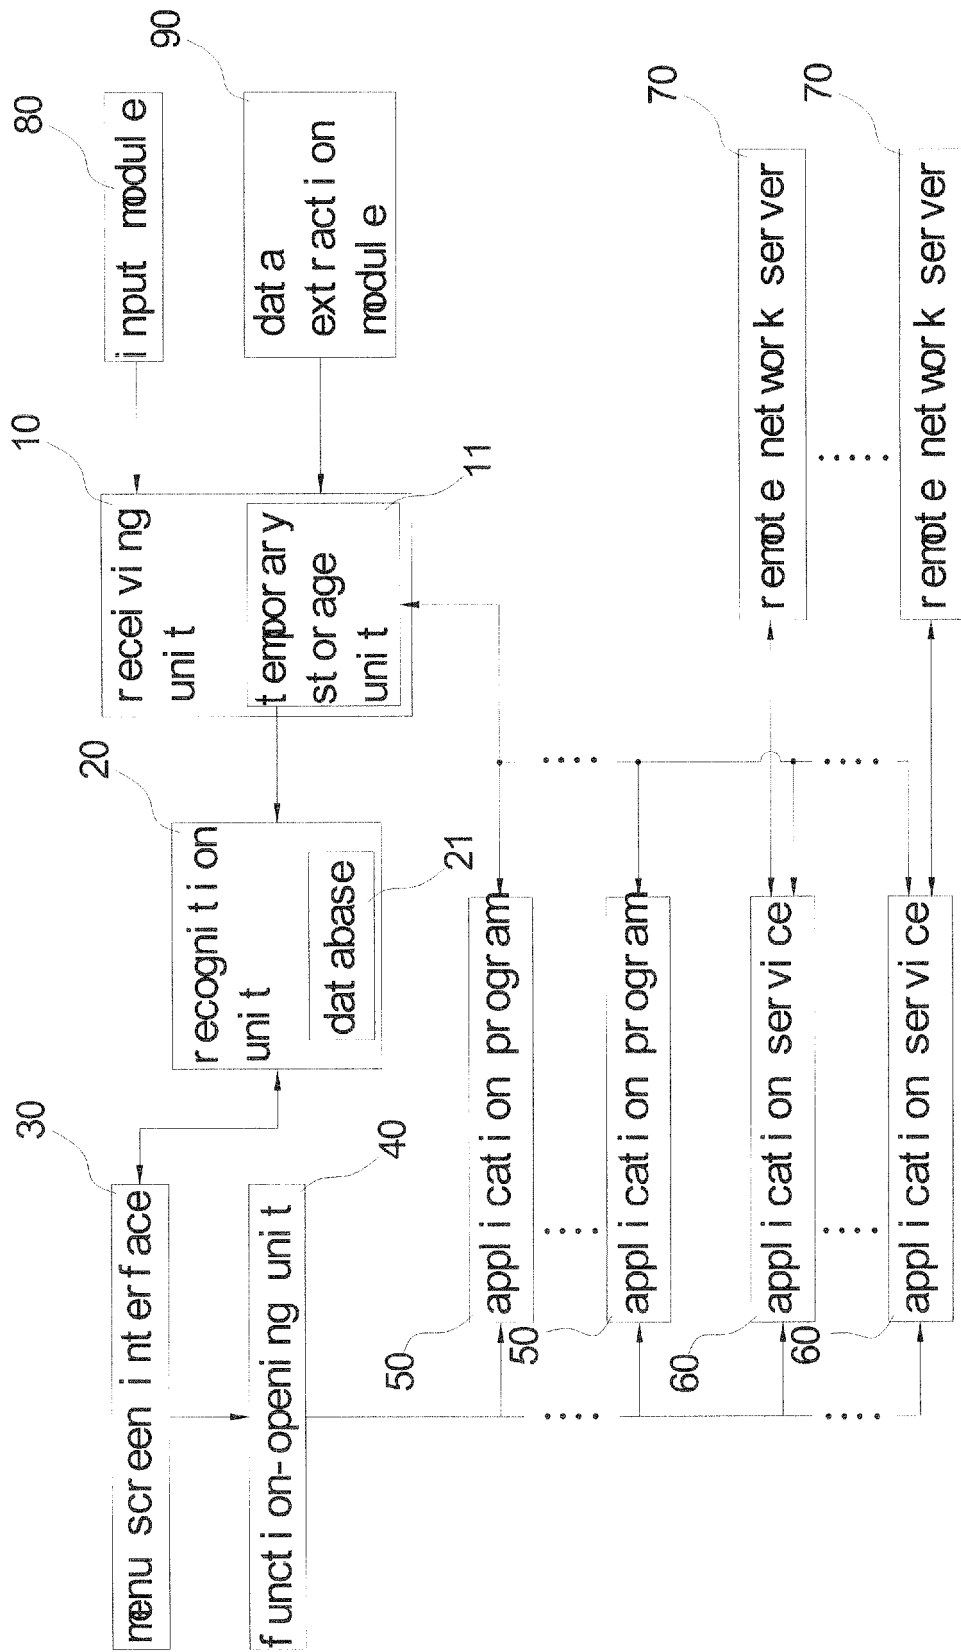 80
input module
90
data
extraction
module
10
receiving
unit
11
temporary
storage
unit
20
recognition
unit
21
database
30
menu screen interface
40
function-opening unit
50
application program
50
application program
60
application service
60
application service
70
remote network server
70
remote network server